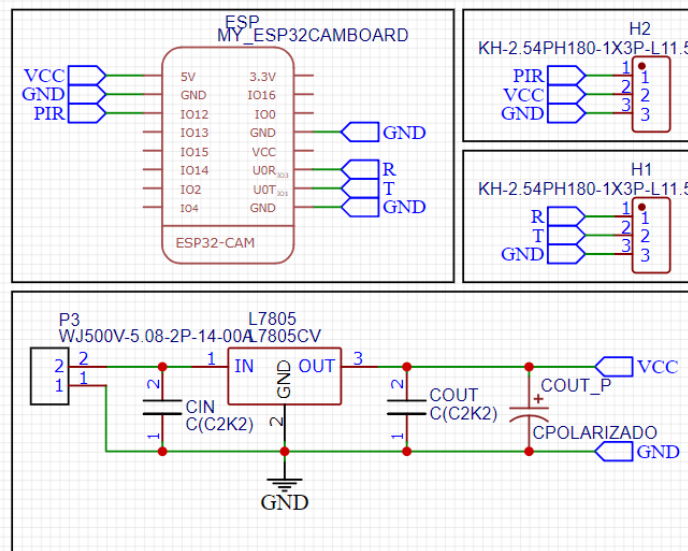 ESP
MY_ESP32CAMBOARD
VCC
GND
PIR
5V
GND
IO12
IO13
IO15
IO14
IO2
IO4
3.3V
IO16
IO0
GND
VCC
U0R IO3
U0T IO1
GND
ESP32-CAM
GND
R
T
GND
H2
KH-2.54PH180-1X3P-L11.5
PIR 1 1
VCC 2 2
GND 3 3
H1
KH-2.54PH180-1X3P-L11.5
R 1 1
T 2 2
GND 3 3
P3
WJ500V-5.08-2P-14-00A
2 2
1 1
L7805
L7805CV
1 IN OUT 3
GND
2
2
CIN
C(C2K2)
1
2
COUT
C(C2K2)
1
COUT_P
+
CPOLARIZADO
VCC
GND
GND